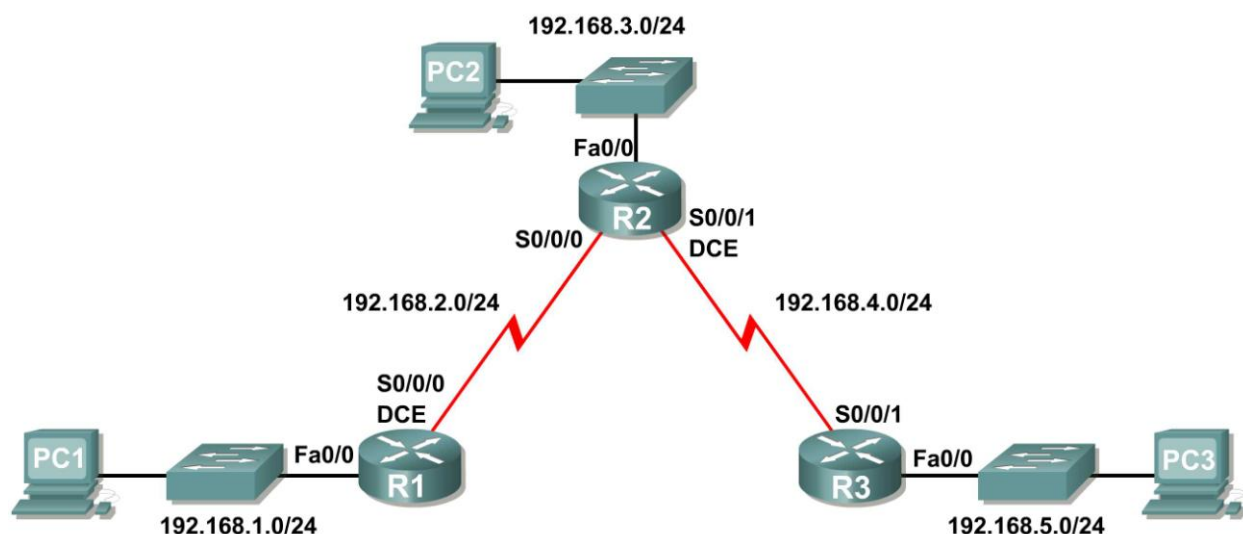 192.168.3.0/24
PC2
Fa0/0
R2
S0/0/1
DCE
S0/0/0
192.168.2.0/24
192.168.4.0/24
S0/0/0
DCE
S0/0/1
PC1
Fa0/0
R1
192.168.1.0/24
R3
Fa0/0
PC3
192.168.5.0/24